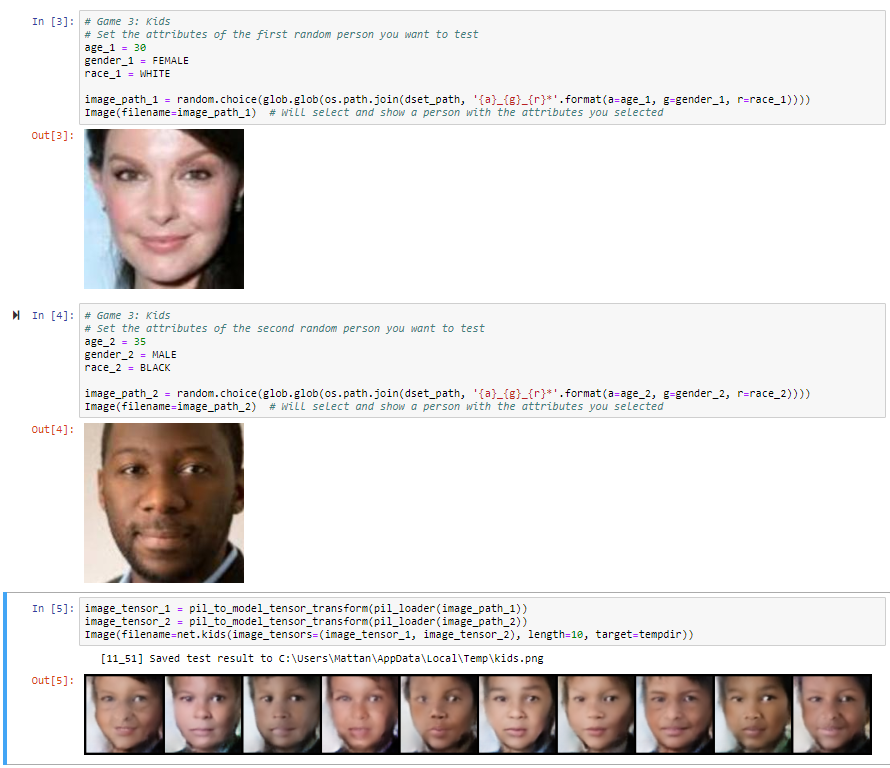 In [3]:
# Game 3: Kids
# Set the attributes of the first random person you want to test
age_1 = 30
gender_1 = FEMALE
race_1 = WHITE
image_path_1 = random.choice(glob.glob(os.path.join(dset_path, '{a}_{g}_{r}*'.format(a=age_1, g=gender_1, r=race_1))))
Image(filename=image_path_1)  # Will select and show a person with the attributes you selected
Out[3]:
In [4]:
# Game 3: Kids
# Set the attributes of the second random person you want to test
age_2 = 35
gender_2 = MALE
race_2 = BLACK
image_path_2 = random.choice(glob.glob(os.path.join(dset_path, '{a}_{g}_{r}*'.format(a=age_2, g=gender_2, r=race_2))))
Image(filename=image_path_2)  # Will select and show a person with the attributes you selected
Out[4]:
In [5]:
image_tensor_1 = pil_to_model_tensor_transform(pil_loader(image_path_1))
image_tensor_2 = pil_to_model_tensor_transform(pil_loader(image_path_2))
Image(filename=net.kids(image_tensors=(image_tensor_1, image_tensor_2), length=10, target=tempdir))
[11_51] Saved test result to C:\Users\Mattan\AppData\Local\Temp\kids.png
Out[5]: